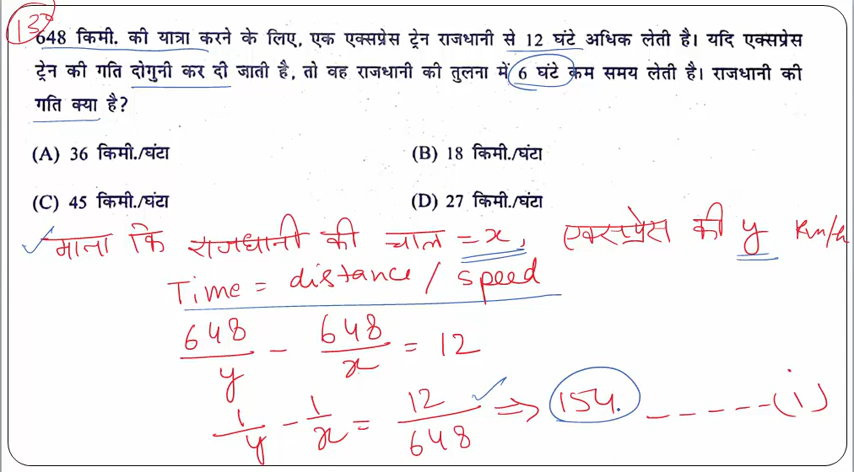 13
648 किमी. की यात्रा करने के लिए, एक एक्सप्रेस ट्रेन राजधानी से 12 घंटे अधिक लेती है। यदि एक्सप्रेस
ट्रेन की गति दोगुनी कर दी जाती है, तो वह राजधानी की तुलना में 6 घंटे कम समय लेती है। राजधानी की
गति क्या है?
(A) 36 किमी./घंटा (B) 18 किमी./घंटा
(C) 45 किमी./घंटा (D) 27 किमी./घंटा
माना कि राजधानी की चाल = x, एक्सप्रेस की y Km/h
Time = distance / speed
648/y - 648/x = 12
1/y - 1/x = 12/648 ⇒ 154. ------(i)